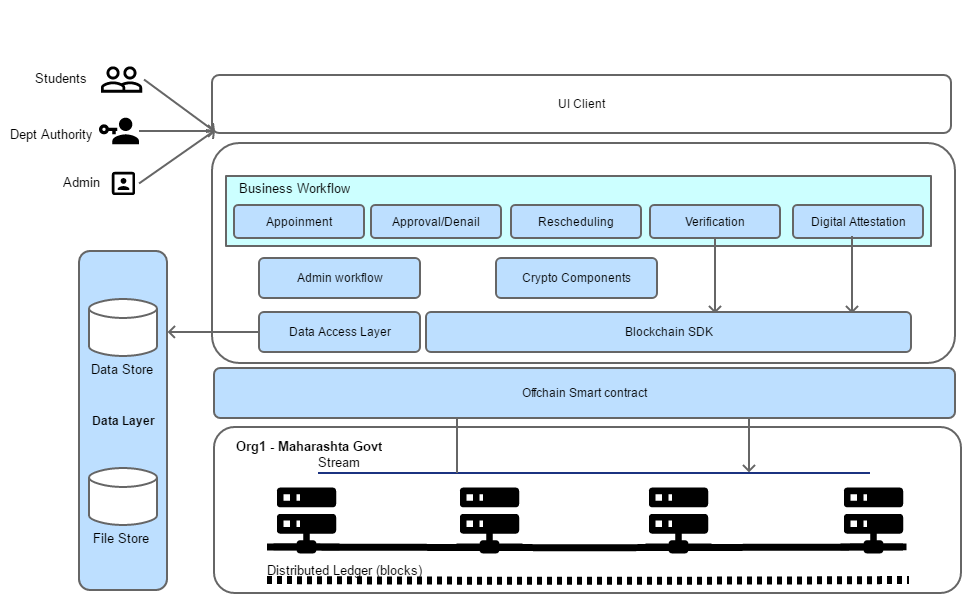 Students
Dept Authority
Admin
UI Client
Business Workflow
Appoinment
Approval/Denail
Rescheduling
Verification
Digital Attestation
Admin workflow
Crypto Components
Data Access Layer
Blockchain SDK
Data Store
Data Layer
File Store
Offchain Smart contract
Org1 - Maharashta Govt
Stream
Distributed Ledger (blocks)